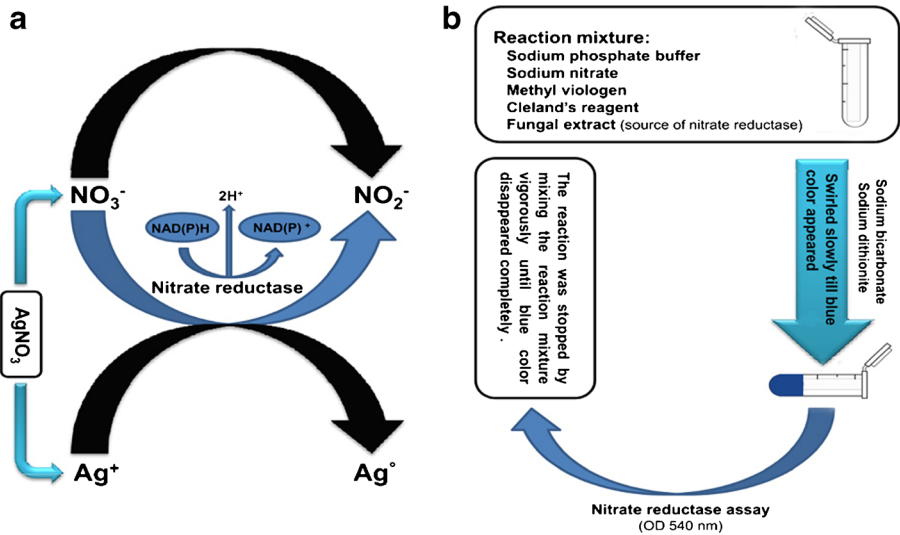 a
NO₃⁻
NO₂⁻
2H⁺
NAD(P)H
NAD(P)⁺
Nitrate reductase
AgNO₃
Ag⁺
Ag°
b
Reaction mixture:
Sodium phosphate buffer
Sodium nitrate
Methyl viologen
Cleland's reagent
Fungal extract (source of nitrate reductase)
Sodium bicarbonate
Sodium dithionite
Swirled slowly till blue
color appeared
The reaction was stopped by
mixing the reaction mixture
vigorously until blue color
disappeared completely.
Nitrate reductase assay
(OD 540 nm)